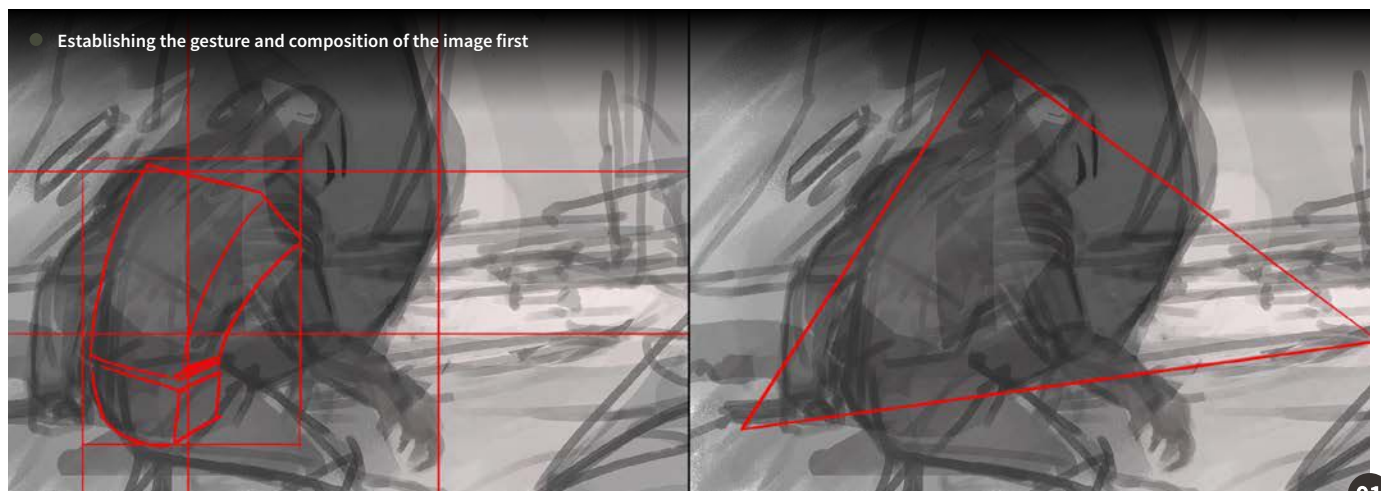 Establishing the gesture and composition of the image first